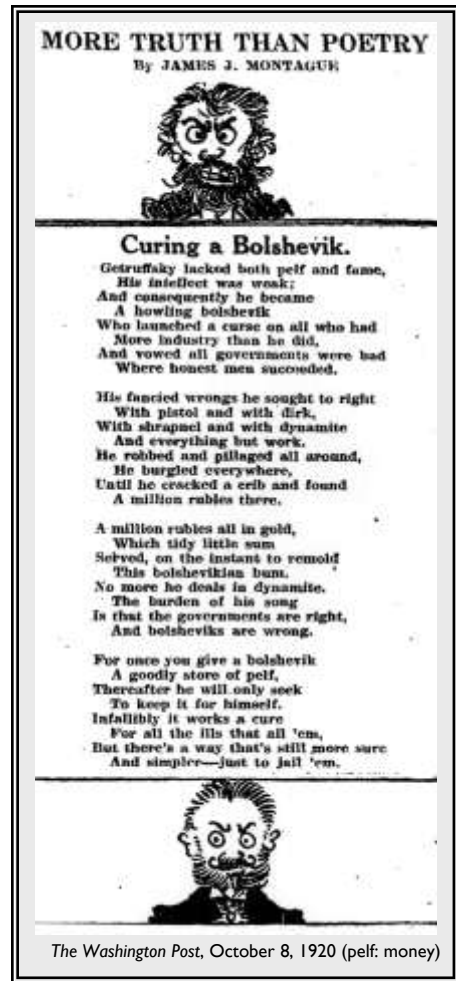 MORE TRUTH THAN POETRY
By JAMES J. MONTAGUE
Curing a Bolshevik.
Getruffsky lacked both pelf and fame,
His intellect was weak;
And consequently he became
A howling bolshevik
Who launched a curse on all who had
More industry than he did,
And vowed all governments were bad
Where honest men succeeded.
His fancied wrongs he sought to right
With pistol and with dirk,
With shrapnel and with dynamite
And everything but work.
He robbed and pillaged all around,
He burgled everywhere,
Until he cracked a crib and found
A million rubles there.
A million rubles all in gold,
Which tidy little sum
Served, on the instant to remold
This bolshevikian bum.
No more he deals in dynamite.
The burden of his song
Is that the governments are right,
And bolsheviks are wrong.
For once you give a bolshevik
A goodly store of pelf,
Thereafter he will only seek
To keep it for himself.
Infallibly it works a cure
For all the ills that ail 'em,
But there's a way that's still more sure
And simpler—just to jail 'em.
The Washington Post, October 8, 1920 (pelf: money)